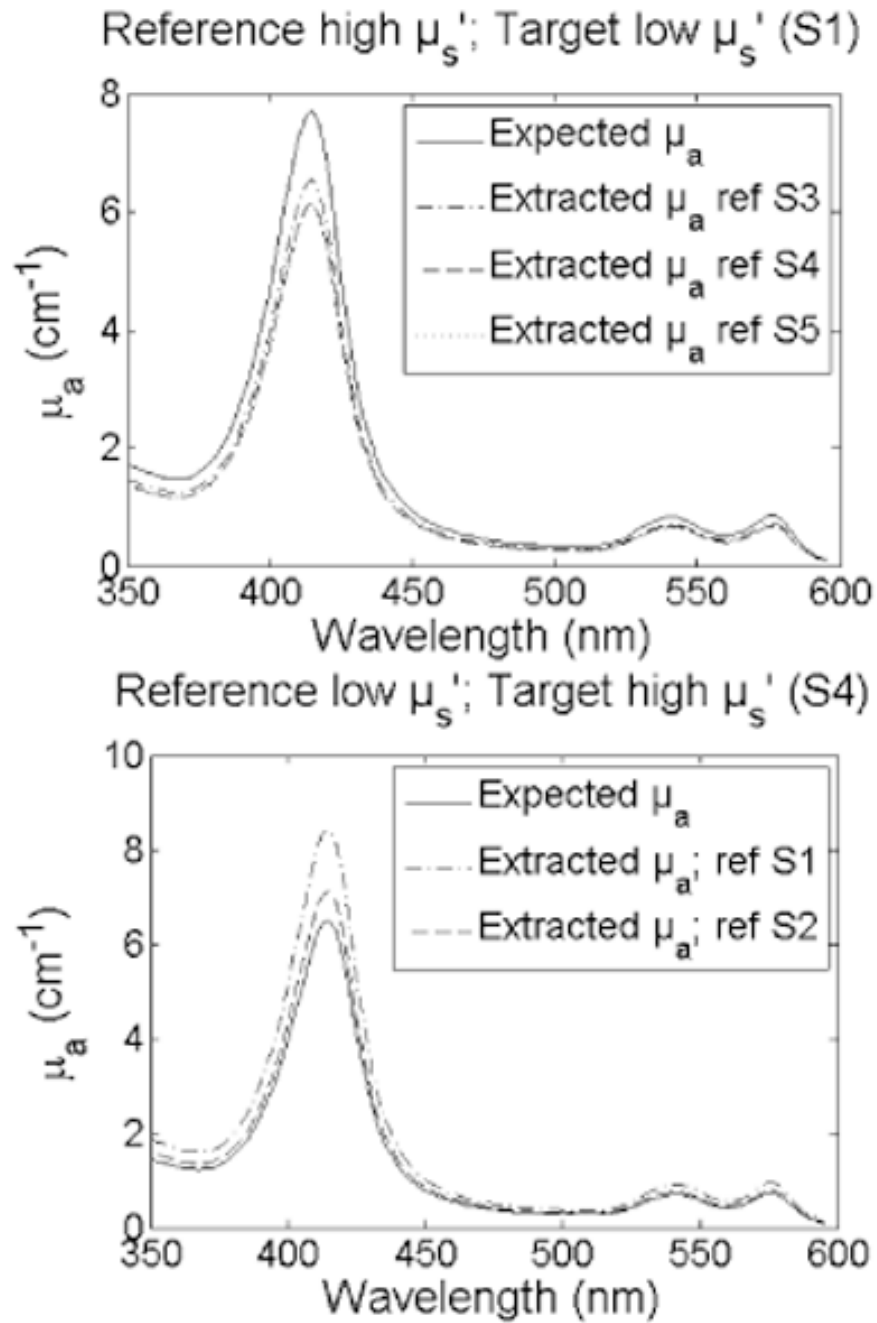 Reference high μs'; Target low μs' (S1)
8
6
4
2
0
μa (cm-1)
Expected μa
Extracted μa ref S3
Extracted μa ref S4
Extracted μa ref S5
350 400 450 500 550 600
Wavelength (nm)
Reference low μs'; Target high μs' (S4)
10
8
6
4
2
0
μa (cm-1)
Expected μa
Extracted μa; ref S1
Extracted μa; ref S2
350 400 450 500 550 600
Wavelength (nm)